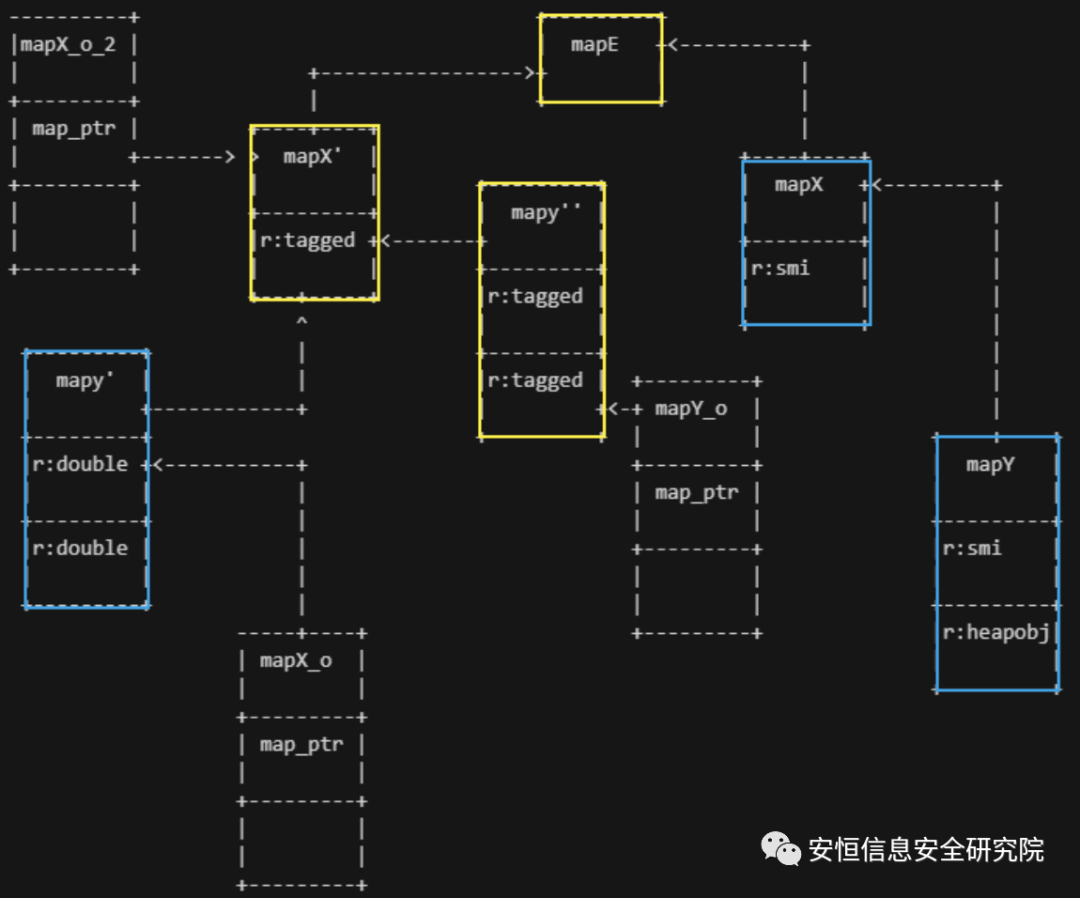 mapX_o_2
map_ptr
mapE
mapX'
r:tagged
mapy''
r:tagged
r:tagged
mapX
r:smi
mapy'
r:double
r:double
mapY_o
map_ptr
mapY
r:smi
r:heapobj
mapX_o
map_ptr
安恒信息安全研究院